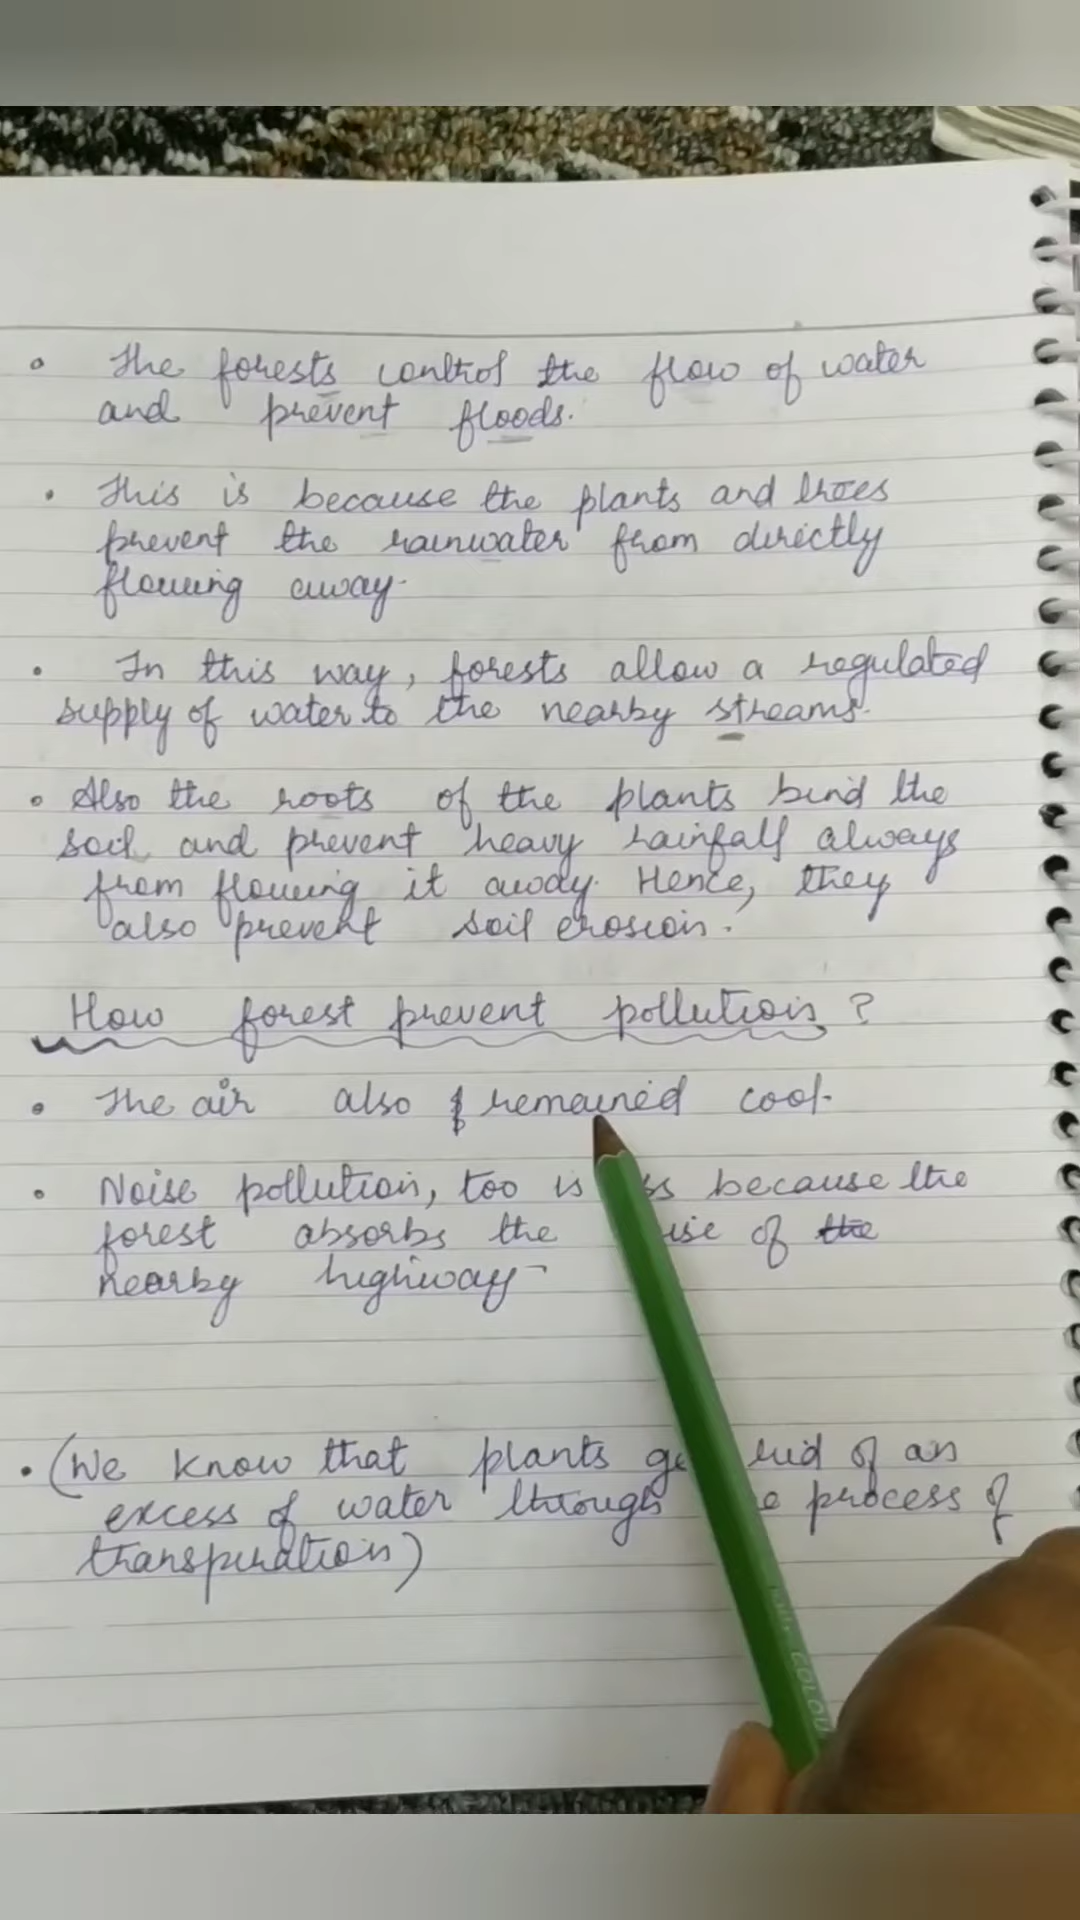 • The forests control the flow of water
and prevent floods.
• This is because the plants and trees
prevent the rainwater from directly
flowing away.
• In this way, forests allow a regulated
supply of water to the nearby streams.
• Also the roots of the plants bind the
soil and prevent heavy rainfall always
from flowing it away. Hence, they
also prevent soil erosion.
How forest prevent pollution?
• The air also remained cool.
• Noise pollution, too is because the
forest absorbs the of the
nearby highway
• (We know that plants rid of an
excess of water through process of
transpiration)
COLOU